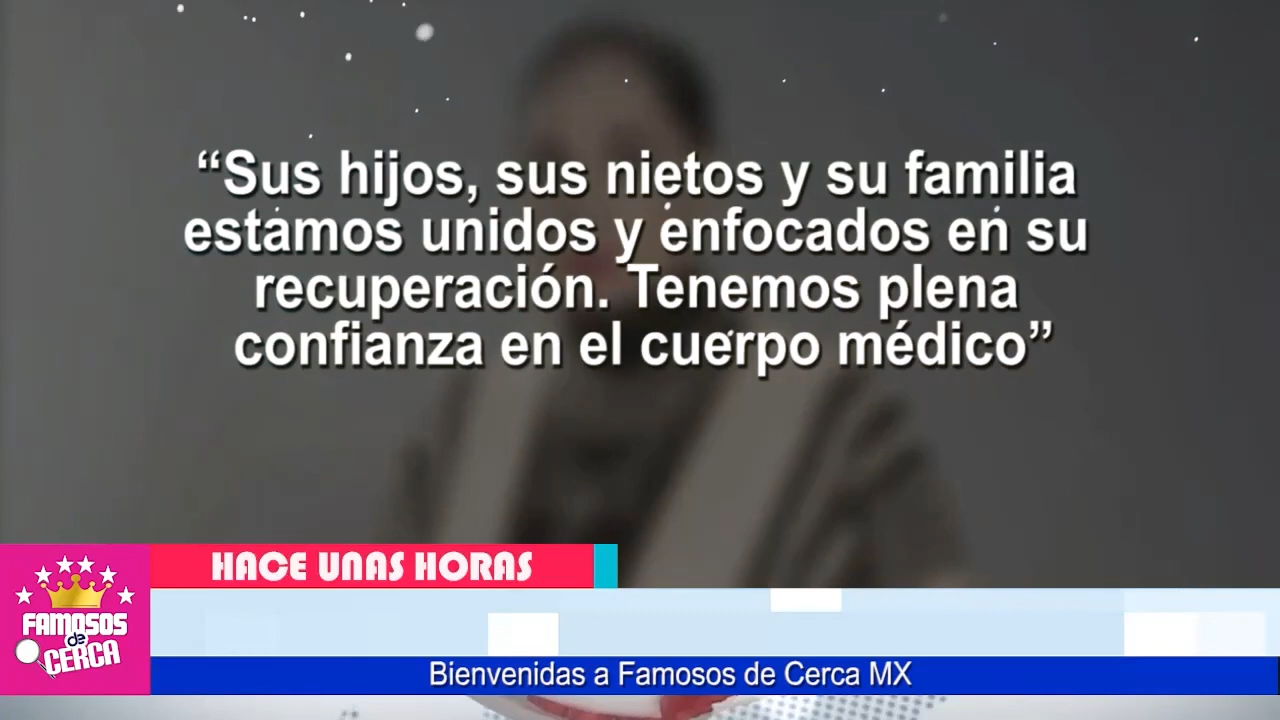 “Sus hijos, sus nietos y su familia
estamos unidos y enfocados en su
recuperación. Tenemos plena
confianza en el cuerpo médico”
HACE UNAS HORAS
FAMOSOS
de
CERCA
Bienvenidas a Famosos de Cerca MX